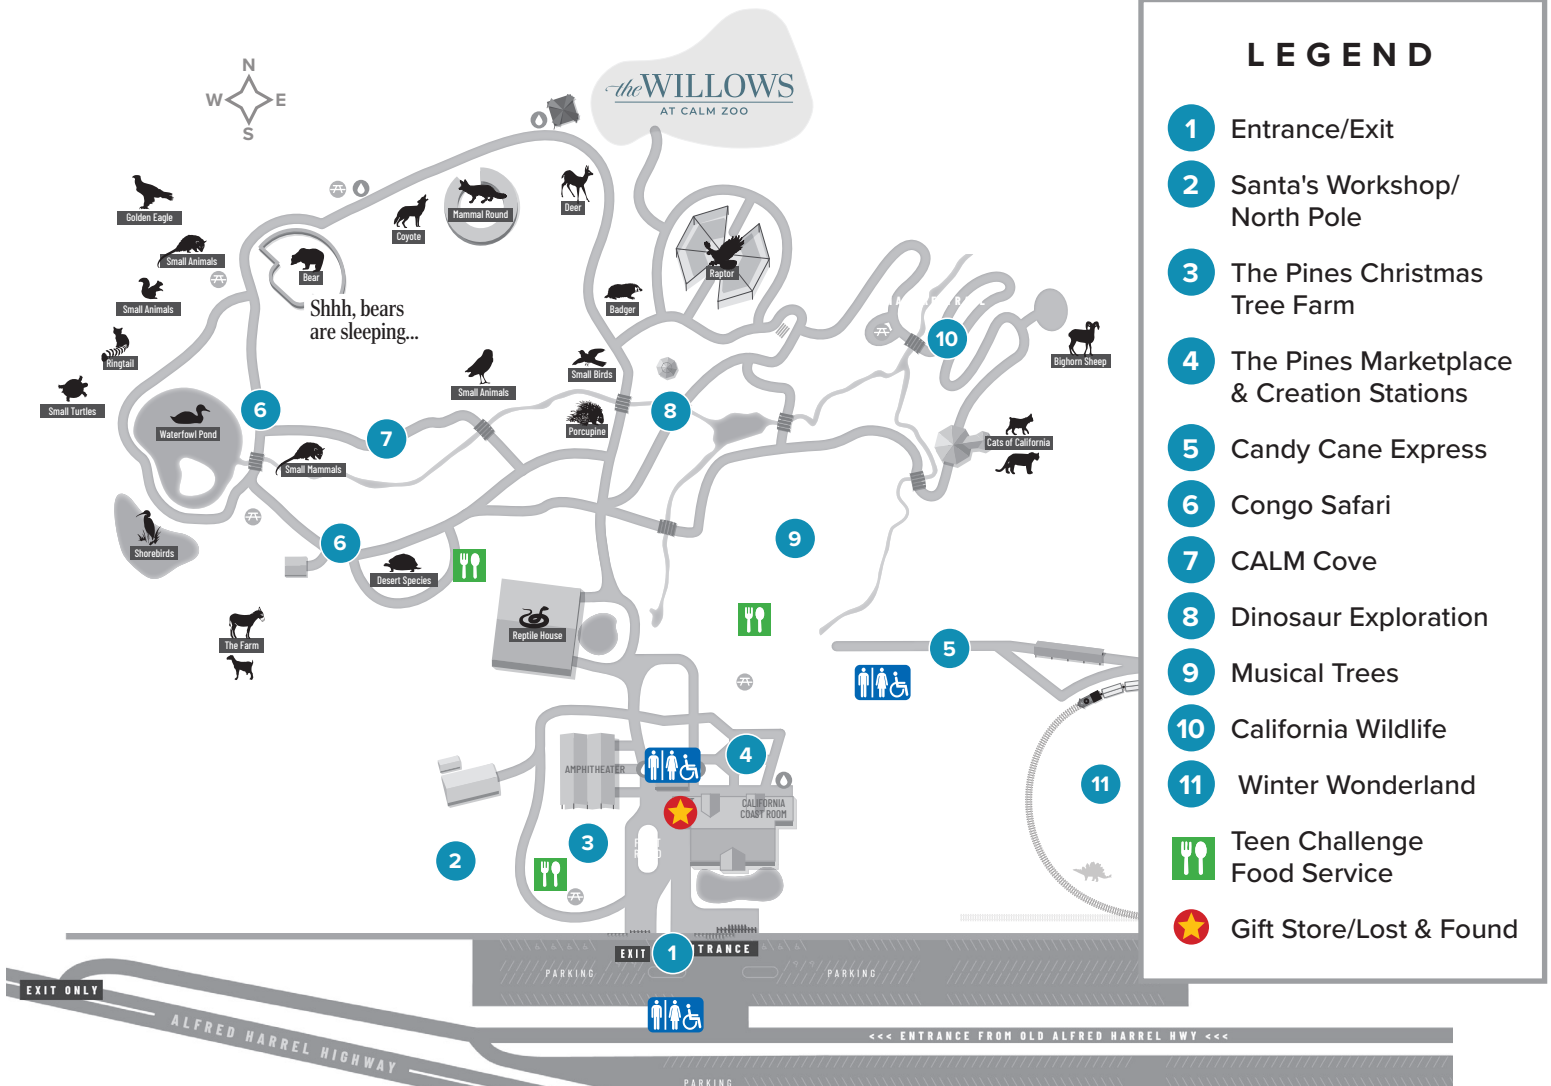 N
W E
S
the WILLOWS
AT CALM ZOO
Golden Eagle
Small Animals
Small Animals
Ringtail
Small Turtles
Waterfowl Pond
Shorebirds
Bear
Shhh, bears
are sleeping...
Coyote
Mammal Round
Deer
Badger
Raptor
Small Animals
Small Birds
Porcupine
Small Mammals
Desert Species
The Farm
Reptile House
Bighorn Sheep
Cats of California
6
7
6
8
10
9
5
4
11
3
2
1
AMPHITHEATER
CALIFORNIA
COAST ROOM
EXIT
PARKING
PARKING
EXIT ONLY
ALFRED HARREL HIGHWAY
<<< ENTRANCE FROM OLD ALFRED HARREL HWY <<<
PARKING
LEGEND
1 Entrance/Exit
2 Santa's Workshop/
North Pole
3 The Pines Christmas
Tree Farm
4 The Pines Marketplace
& Creation Stations
5 Candy Cane Express
6 Congo Safari
7 CALM Cove
8 Dinosaur Exploration
9 Musical Trees
10 California Wildlife
11 Winter Wonderland
Teen Challenge
Food Service
Gift Store/Lost & Found